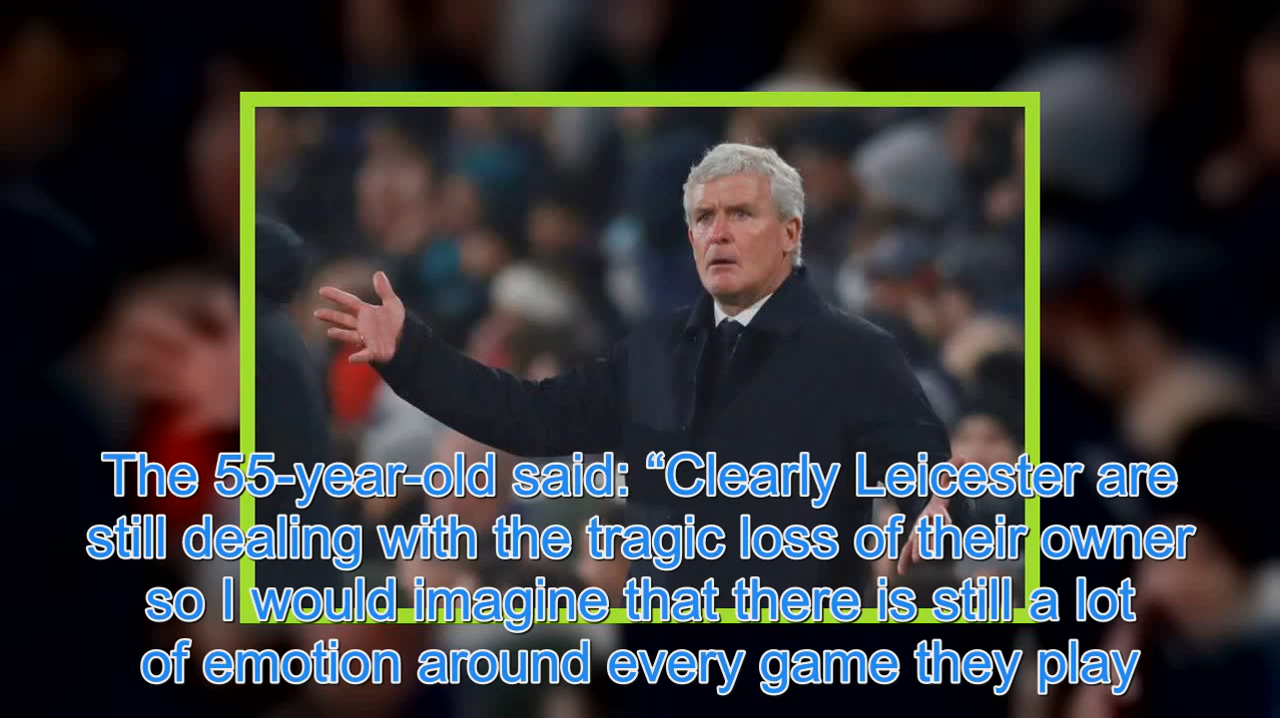 The 55-year-old said: “Clearly Leicester are
still dealing with the tragic loss of their owner
so I would imagine that there is still a lot
of emotion around every game they play